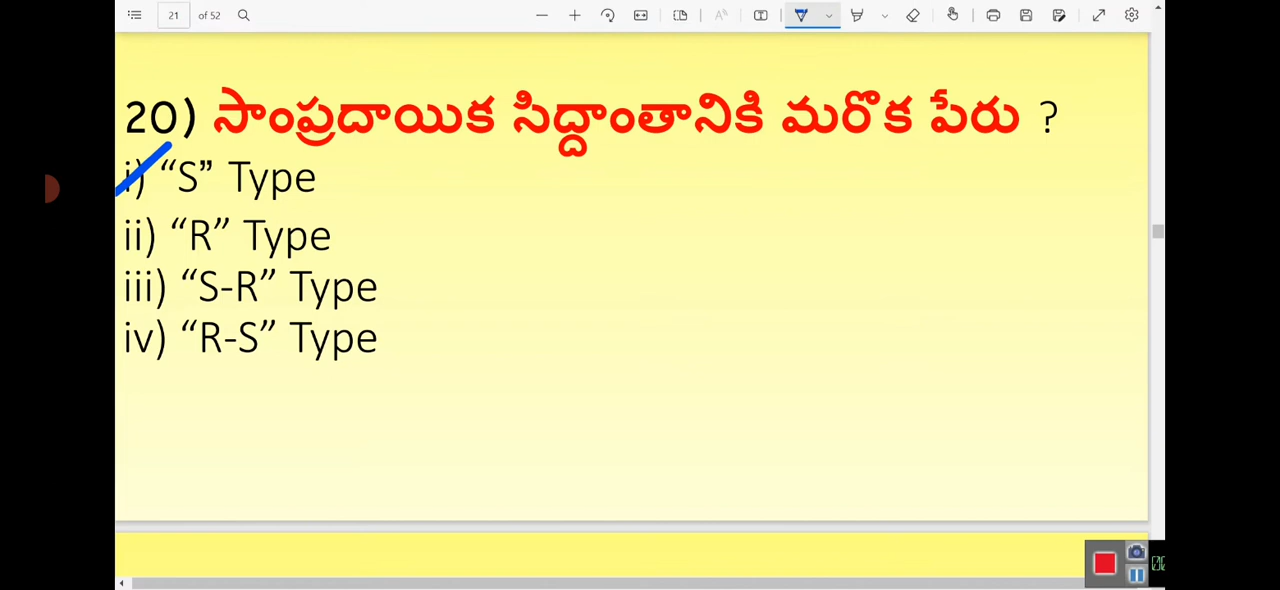 21 of 52
20) సాంప్రదాయిక సిద్ధాంతానికి మరొక పేరు ?
i) “S” Type
ii) “R” Type
iii) “S-R” Type
iv) “R-S” Type